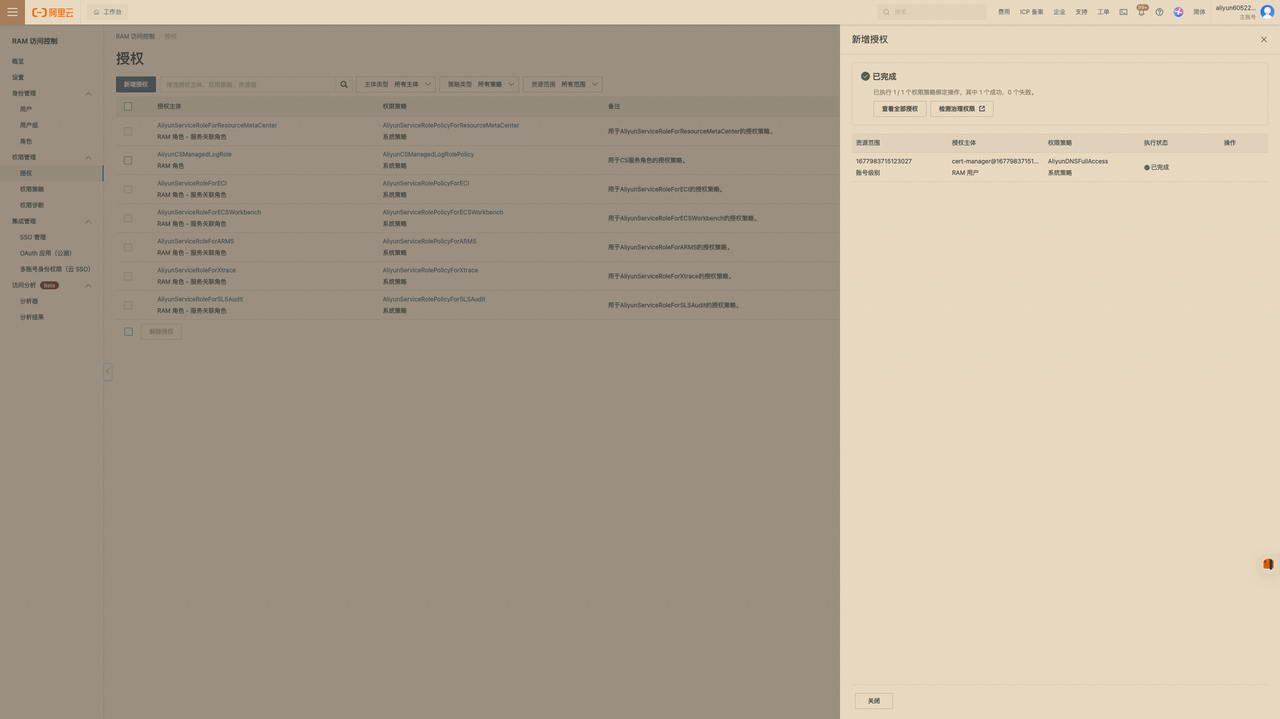 阿里云
工作台
搜索...
费用
ICP 备案
企业
支持
工单
99+
简体
aliyun60522...
主账号
RAM 访问控制
概览
设置
身份管理
用户
用户组
角色
权限管理
授权
权限策略
权限诊断
集成管理
SSO 管理
OAuth 应用（公测）
多账号身份权限（云 SSO）
访问分析 Beta
分析器
分析结果
RAM 访问控制 / 授权
授权
新增授权
主体类型 所有主体
策略类型 所有策略
资源范围 所有范围
授权主体 权限策略 备注
AliyunServiceRoleForResourceMetaCenter AliyunServiceRolePolicyForResourceMetaCenter
用于AliyunServiceRoleForResourceMetaCenter的授权策略。
RAM 角色 - 服务关联角色 系统策略
AliyunCSManagedLogRole AliyunCSManagedLogRolePolicy
用于CS服务角色的授权策略。
RAM 角色 系统策略
AliyunServiceRoleForECI AliyunServiceRolePolicyForECI
用于AliyunServiceRoleForECI的授权策略。
RAM 角色 - 服务关联角色 系统策略
AliyunServiceRoleForECSWorkbench AliyunServiceRolePolicyForECSWorkbench
用于AliyunServiceRoleForECSWorkbench的授权策略。
RAM 角色 - 服务关联角色 系统策略
AliyunServiceRoleForARMS AliyunServiceRolePolicyForARMS
用于AliyunServiceRoleForARMS的授权策略。
RAM 角色 - 服务关联角色 系统策略
AliyunServiceRoleForXtrace AliyunServiceRolePolicyForXtrace
用于AliyunServiceRoleForXtrace的授权策略。
RAM 角色 - 服务关联角色 系统策略
AliyunServiceRoleForSLSAudit AliyunServiceRolePolicyForSLSAudit
用于AliyunServiceRoleForSLSAudit的授权策略。
RAM 角色 - 服务关联角色 系统策略
解除授权
新增授权
已完成
已执行 1 / 1 个权限策略绑定操作，其中 1 个成功，0 个失败。
查看全部授权
检测治理权限
资源范围 授权主体 权限策略 执行状态 操作
1677983715123027 cert-manager@16779837151... AliyunDNSFullAccess
已完成
账号级别 RAM 用户 系统策略
关闭